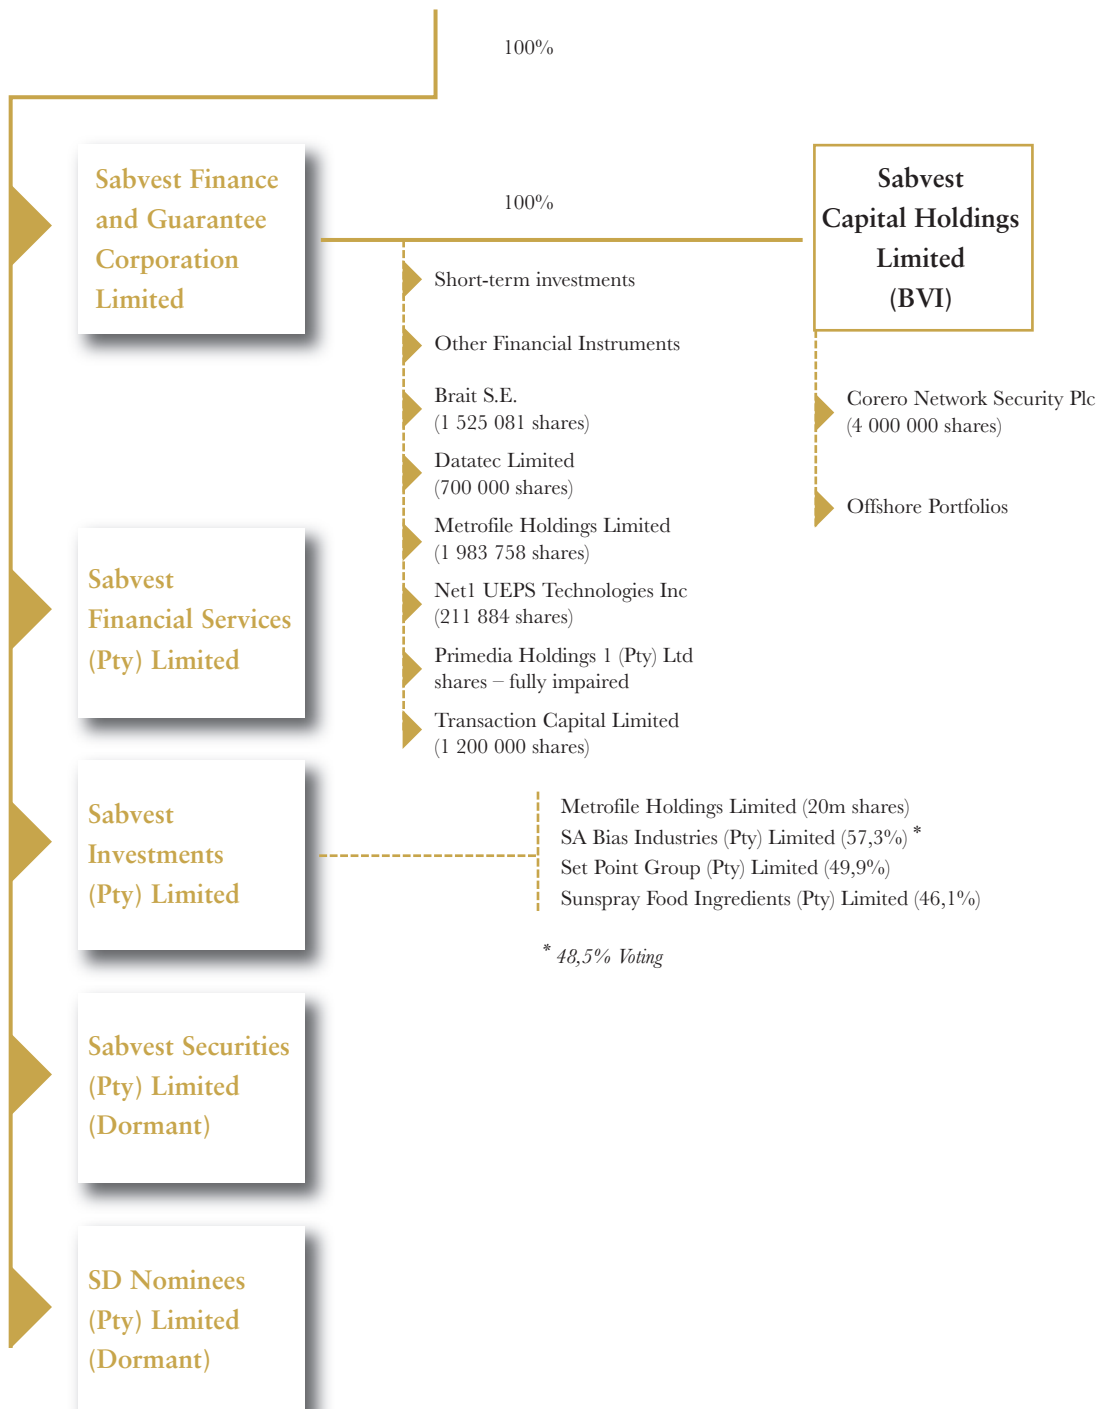 100%
Sabvest Finance
and Guarantee
Corporation
Limited
100%
Sabvest
Capital Holdings
Limited
(BVI)
Short-term investments
Other Financial Instruments
Brait S.E.
(1 525 081 shares)
Datatec Limited
(700 000 shares)
Metrofile Holdings Limited
(1 983 758 shares)
Net1 UEPS Technologies Inc
(211 884 shares)
Primedia Holdings 1 (Pty) Ltd
shares – fully impaired
Transaction Capital Limited
(1 200 000 shares)
Corero Network Security Plc
(4 000 000 shares)
Offshore Portfolios
Sabvest
Financial Services
(Pty) Limited
Sabvest
Investments
(Pty) Limited
Metrofile Holdings Limited (20m shares)
SA Bias Industries (Pty) Limited (57,3%) *
Set Point Group (Pty) Limited (49,9%)
Sunspray Food Ingredients (Pty) Limited (46,1%)
* 48,5% Voting
Sabvest Securities
(Pty) Limited
(Dormant)
SD Nominees
(Pty) Limited
(Dormant)